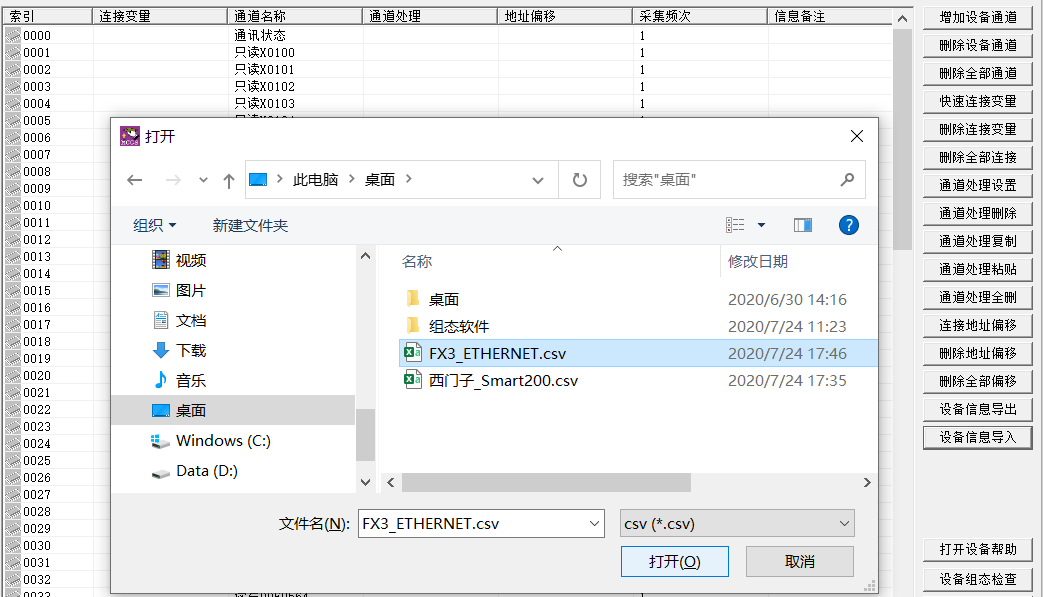 索引 连接变量 通道名称 通道处理 地址偏移 采集频次 信息备注
0000 通讯状态 1
0001 只读X0100 1
0002 只读X0101 1
0003 只读X0102 1
0004 只读X0103 1
0005
0006
0007
0008
0009
0010
0011
0012
0013
0014
0015
0016
0017
0018
0019
0020
0021
0022
0023
0024
0025
0026
0027
0028
0029
0030
0031
0032
打开
此电脑 桌面
搜索"桌面"
组织 新建文件夹
视频
图片
文档
下载
音乐
桌面
Windows (C:)
Data (D:)
名称 修改日期
桌面 2020/6/30 14:16
组态软件 2020/7/24 11:23
FX3_ETHERNET.csv 2020/7/24 17:46
西门子_Smart200.csv 2020/7/24 17:35
文件名(N): FX3_ETHERNET.csv csv (*.csv)
打开(O) 取消
增加设备通道
删除设备通道
删除全部通道
快速连接变量
删除连接变量
删除全部连接
通道处理设置
通道处理删除
通道处理复制
通道处理粘贴
通道处理全删
连接地址偏移
删除地址偏移
删除全部偏移
设备信息导出
设备信息导入
打开设备帮助
设备组态检查